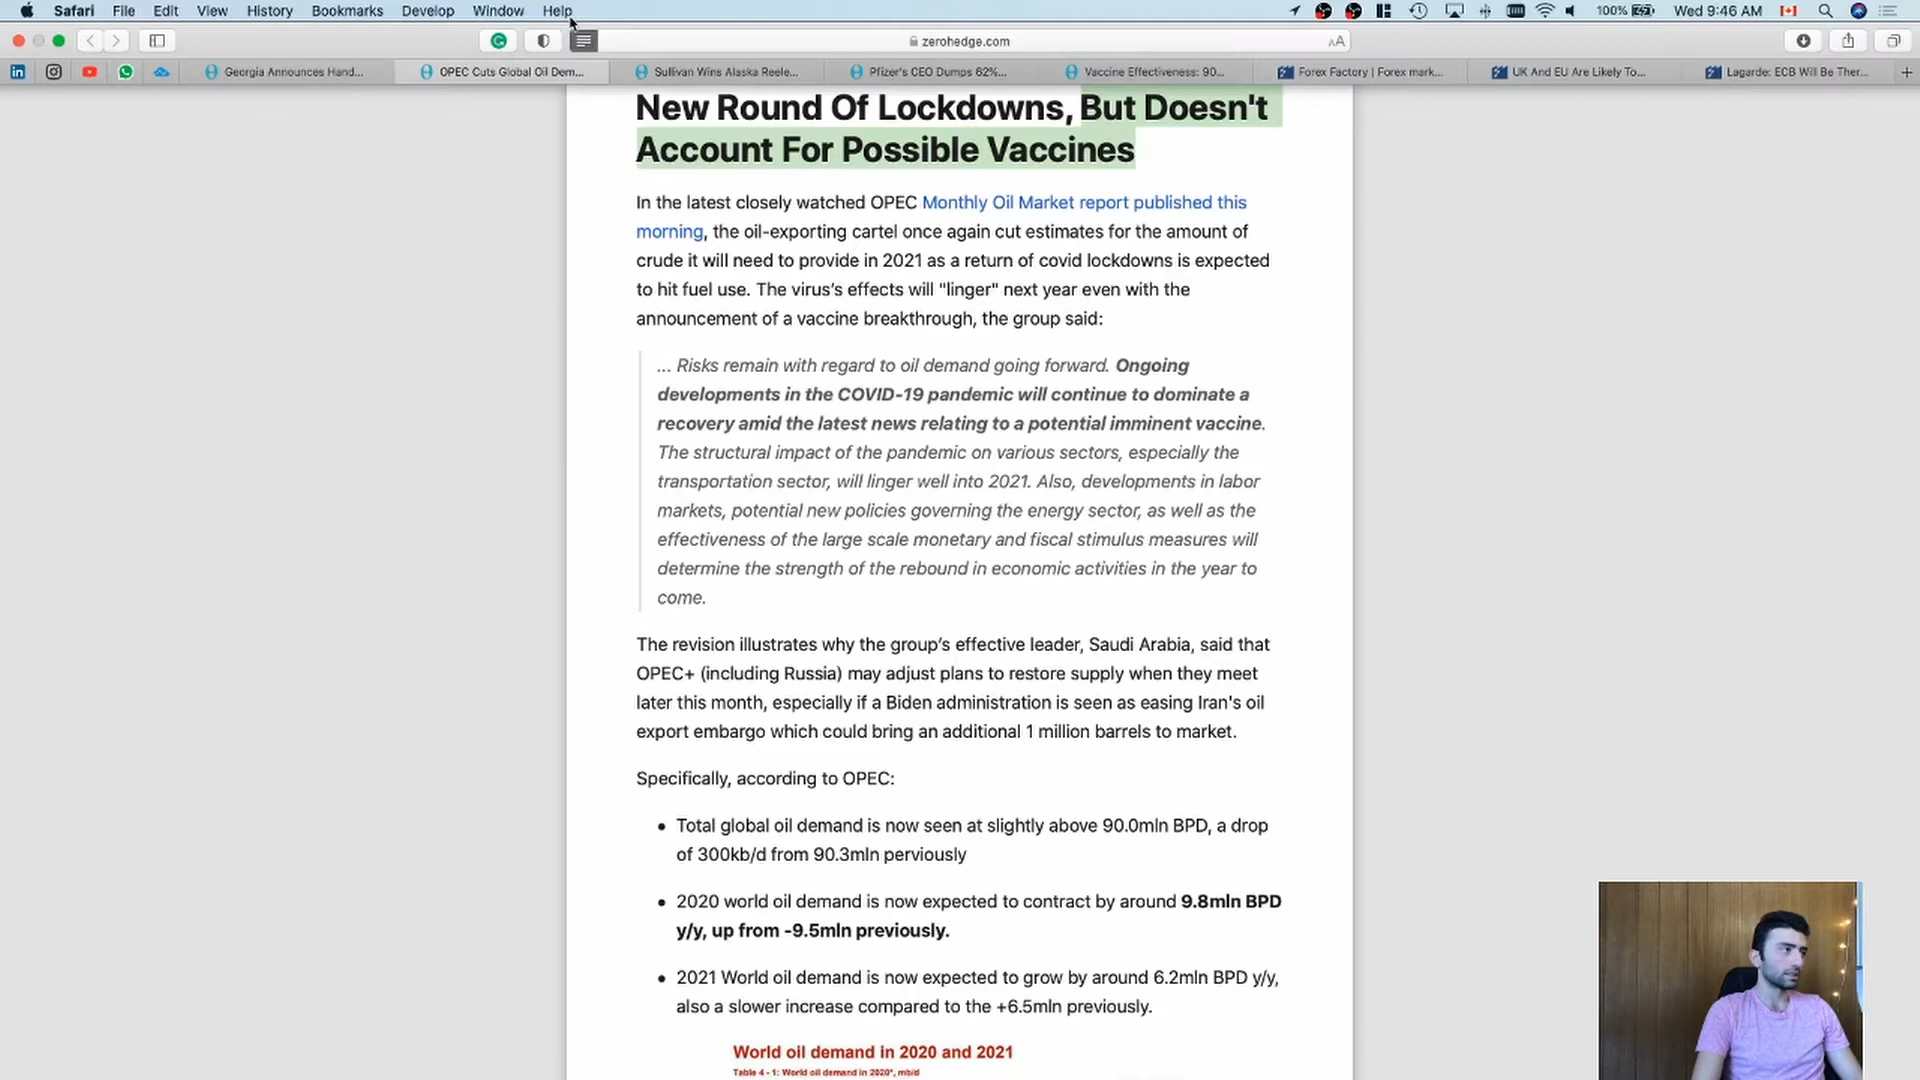 Safari File Edit View History Bookmarks Develop Window Help 100% Wed 9:46 AM
zerohedge.com AA
Georgia Announces Hand... OPEC Cuts Global Oil Dem... Sullivan Wins Alaska Reele... Pfizer's CEO Dumps 62%... Vaccine Effectiveness: 90... Forex Factory | Forex mark... UK And EU Are Likely To... Lagarde: ECB Will Be Ther...
New Round Of Lockdowns, But Doesn't
Account For Possible Vaccines
In the latest closely watched OPEC Monthly Oil Market report published this
morning, the oil-exporting cartel once again cut estimates for the amount of
crude it will need to provide in 2021 as a return of covid lockdowns is expected
to hit fuel use. The virus's effects will "linger" next year even with the
announcement of a vaccine breakthrough, the group said:
... Risks remain with regard to oil demand going forward. Ongoing
developments in the COVID-19 pandemic will continue to dominate a
recovery amid the latest news relating to a potential imminent vaccine.
The structural impact of the pandemic on various sectors, especially the
transportation sector, will linger well into 2021. Also, developments in labor
markets, potential new policies governing the energy sector, as well as the
effectiveness of the large scale monetary and fiscal stimulus measures will
determine the strength of the rebound in economic activities in the year to
come.
The revision illustrates why the group's effective leader, Saudi Arabia, said that
OPEC+ (including Russia) may adjust plans to restore supply when they meet
later this month, especially if a Biden administration is seen as easing Iran's oil
export embargo which could bring an additional 1 million barrels to market.
Specifically, according to OPEC:
• Total global oil demand is now seen at slightly above 90.0mln BPD, a drop
of 300kb/d from 90.3mln perviously
• 2020 world oil demand is now expected to contract by around 9.8mln BPD
y/y, up from -9.5mln previously.
• 2021 World oil demand is now expected to grow by around 6.2mln BPD y/y,
also a slower increase compared to the +6.5mln previously.
World oil demand in 2020 and 2021
Table 4 - 1: World oil demand in 2020*, mb/d